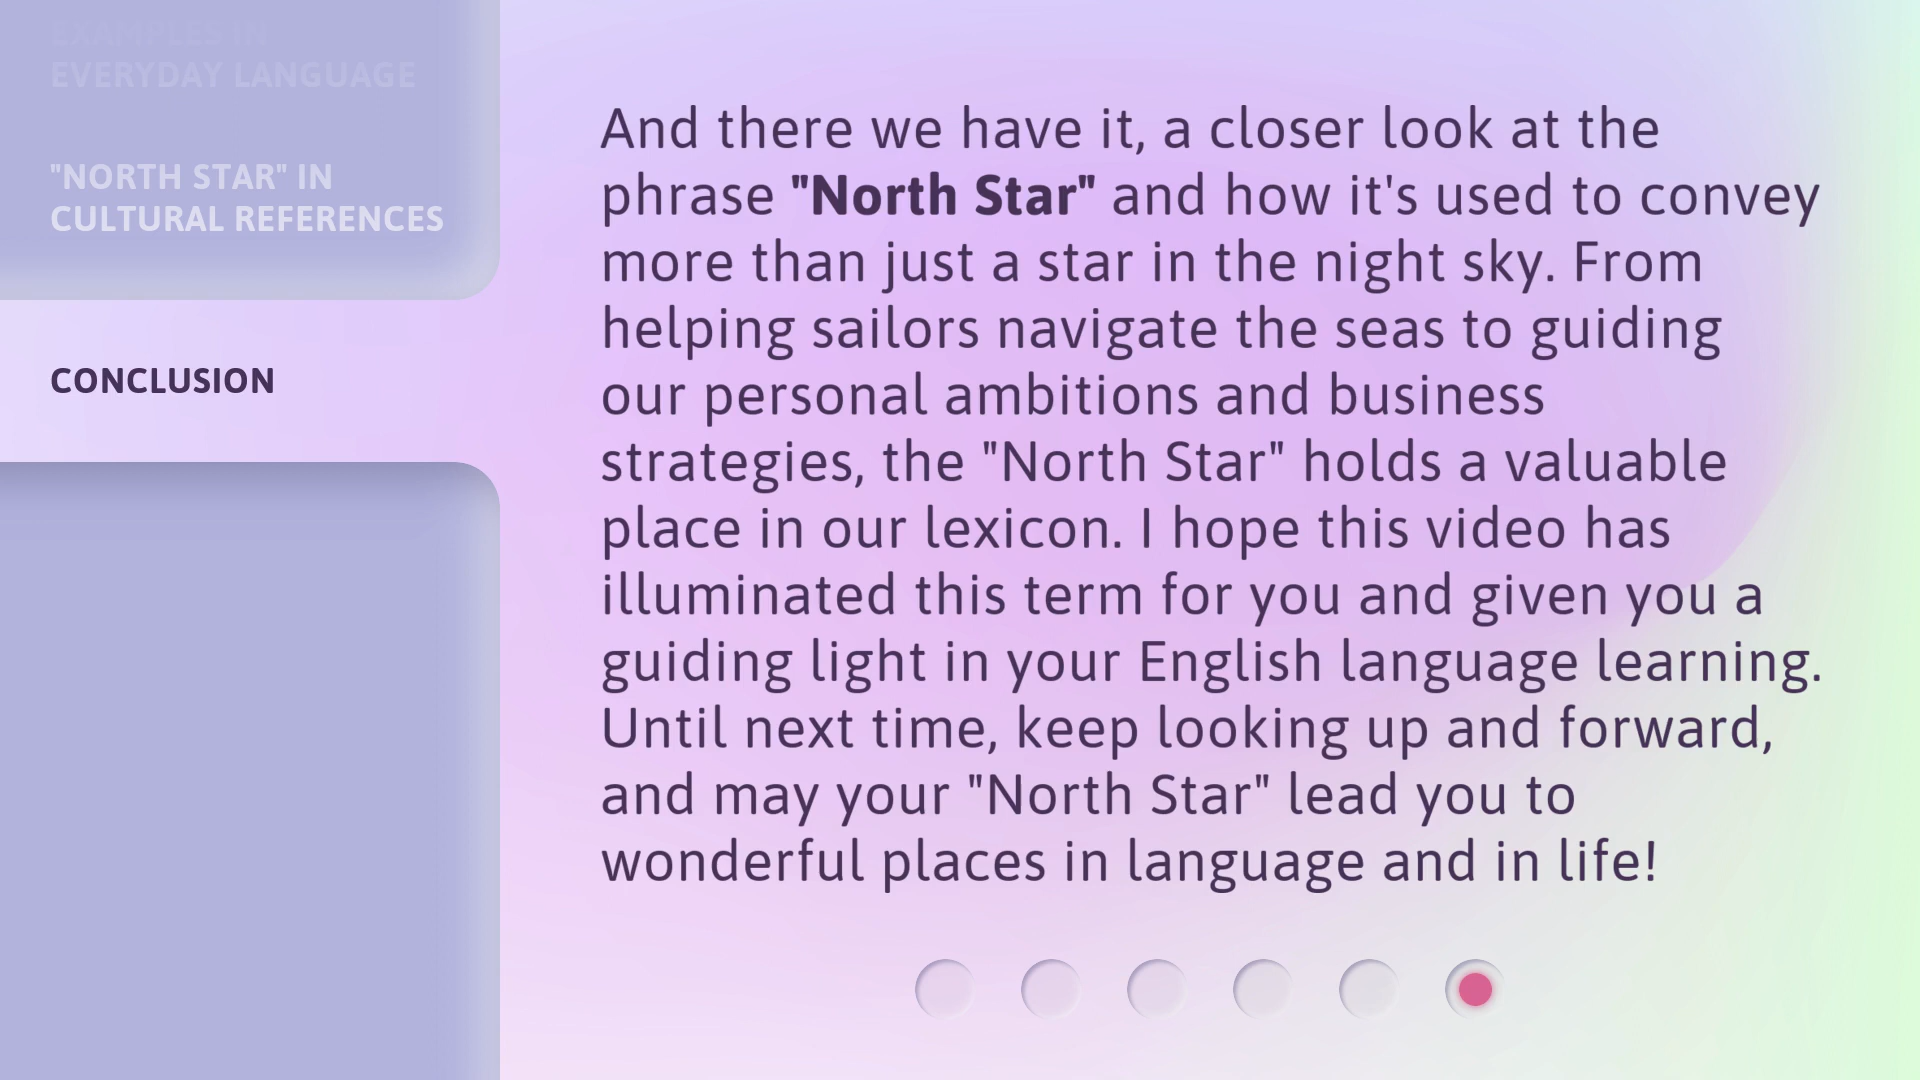 EXAMPLES IN
EVERYDAY LANGUAGE
"NORTH STAR" IN
CULTURAL REFERENCES
CONCLUSION
And there we have it, a closer look at the
phrase "North Star" and how it's used to convey
more than just a star in the night sky. From
helping sailors navigate the seas to guiding
our personal ambitions and business
strategies, the "North Star" holds a valuable
place in our lexicon. I hope this video has
illuminated this term for you and given you a
guiding light in your English language learning.
Until next time, keep looking up and forward,
and may your "North Star" lead you to
wonderful places in language and in life!